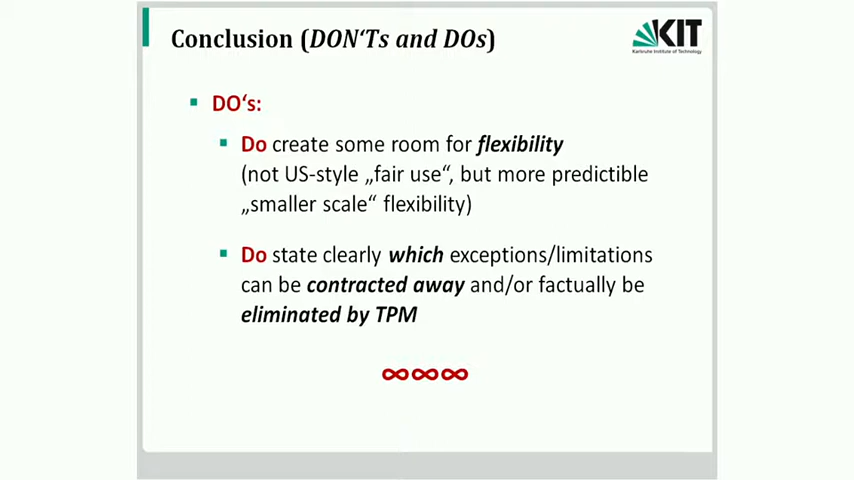 Conclusion (DON‘Ts and DOs)
KIT
Karlsruhe Institute of Technology
DO‘s:
Do create some room for flexibility
(not US-style „fair use“, but more predictible
„smaller scale“ flexibility)
Do state clearly which exceptions/limitations
can be contracted away and/or factually be
eliminated by TPM
∞∞∞